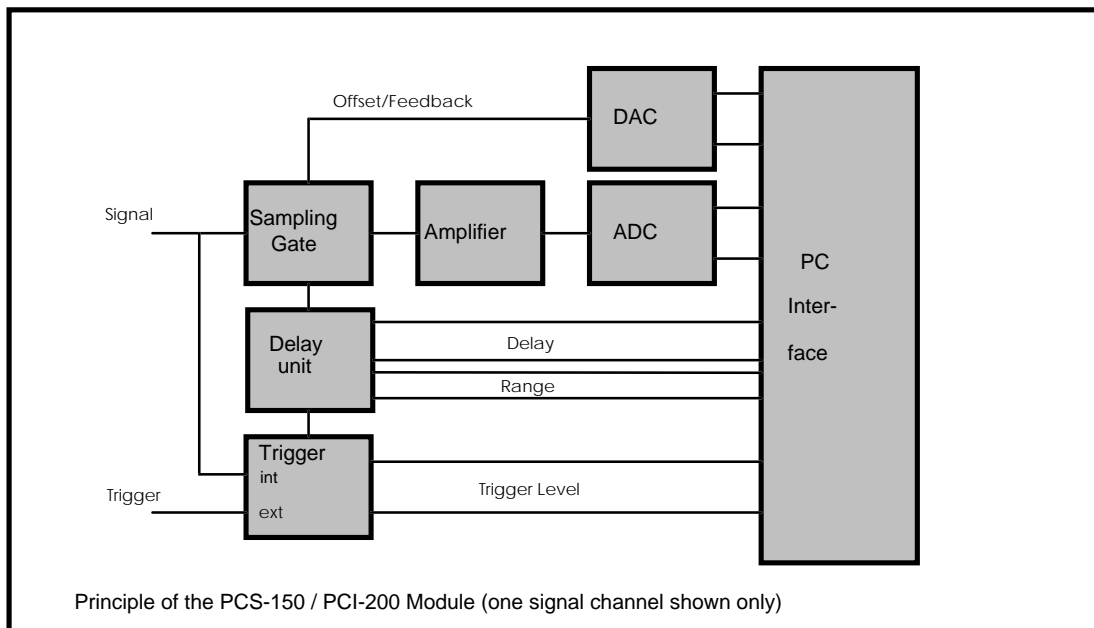 Offset/Feedback
DAC
Signal
Sampling
Gate
Amplifier
ADC
PC
Inter-
face
Delay
unit
Delay
Range
Trigger
int
ext
Trigger
Trigger Level
Principle of the PCS-150 / PCI-200 Module (one signal channel shown only)